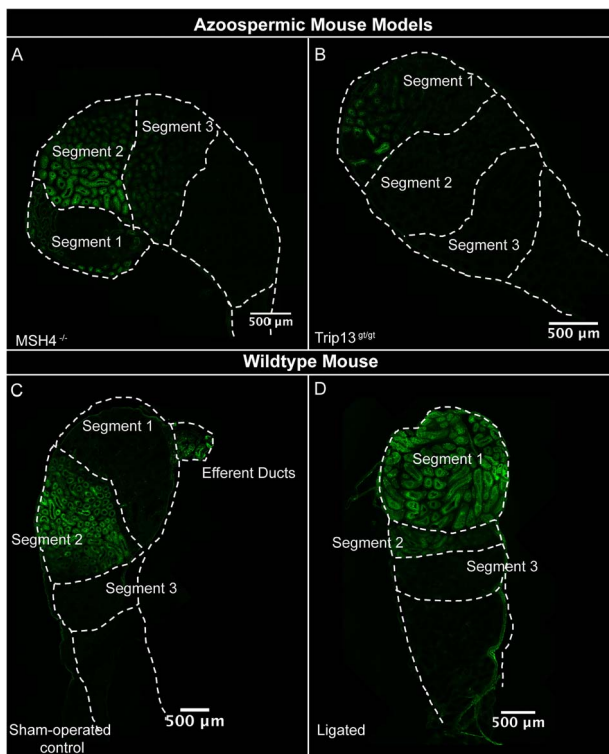 Azoospermic Mouse Models
A
Segment 3
Segment 2
Segment 1
500 µm
MSH4 -/-
B
Segment 1
Segment 2
Segment 3
500 µm
Trip13 gt/gt
Wildtype Mouse
C
Segment 1
Efferent Ducts
Segment 2
Segment 3
500 µm
Sham-operated
control
D
Segment 1
Segment 2
Segment 3
500 µm
Ligated